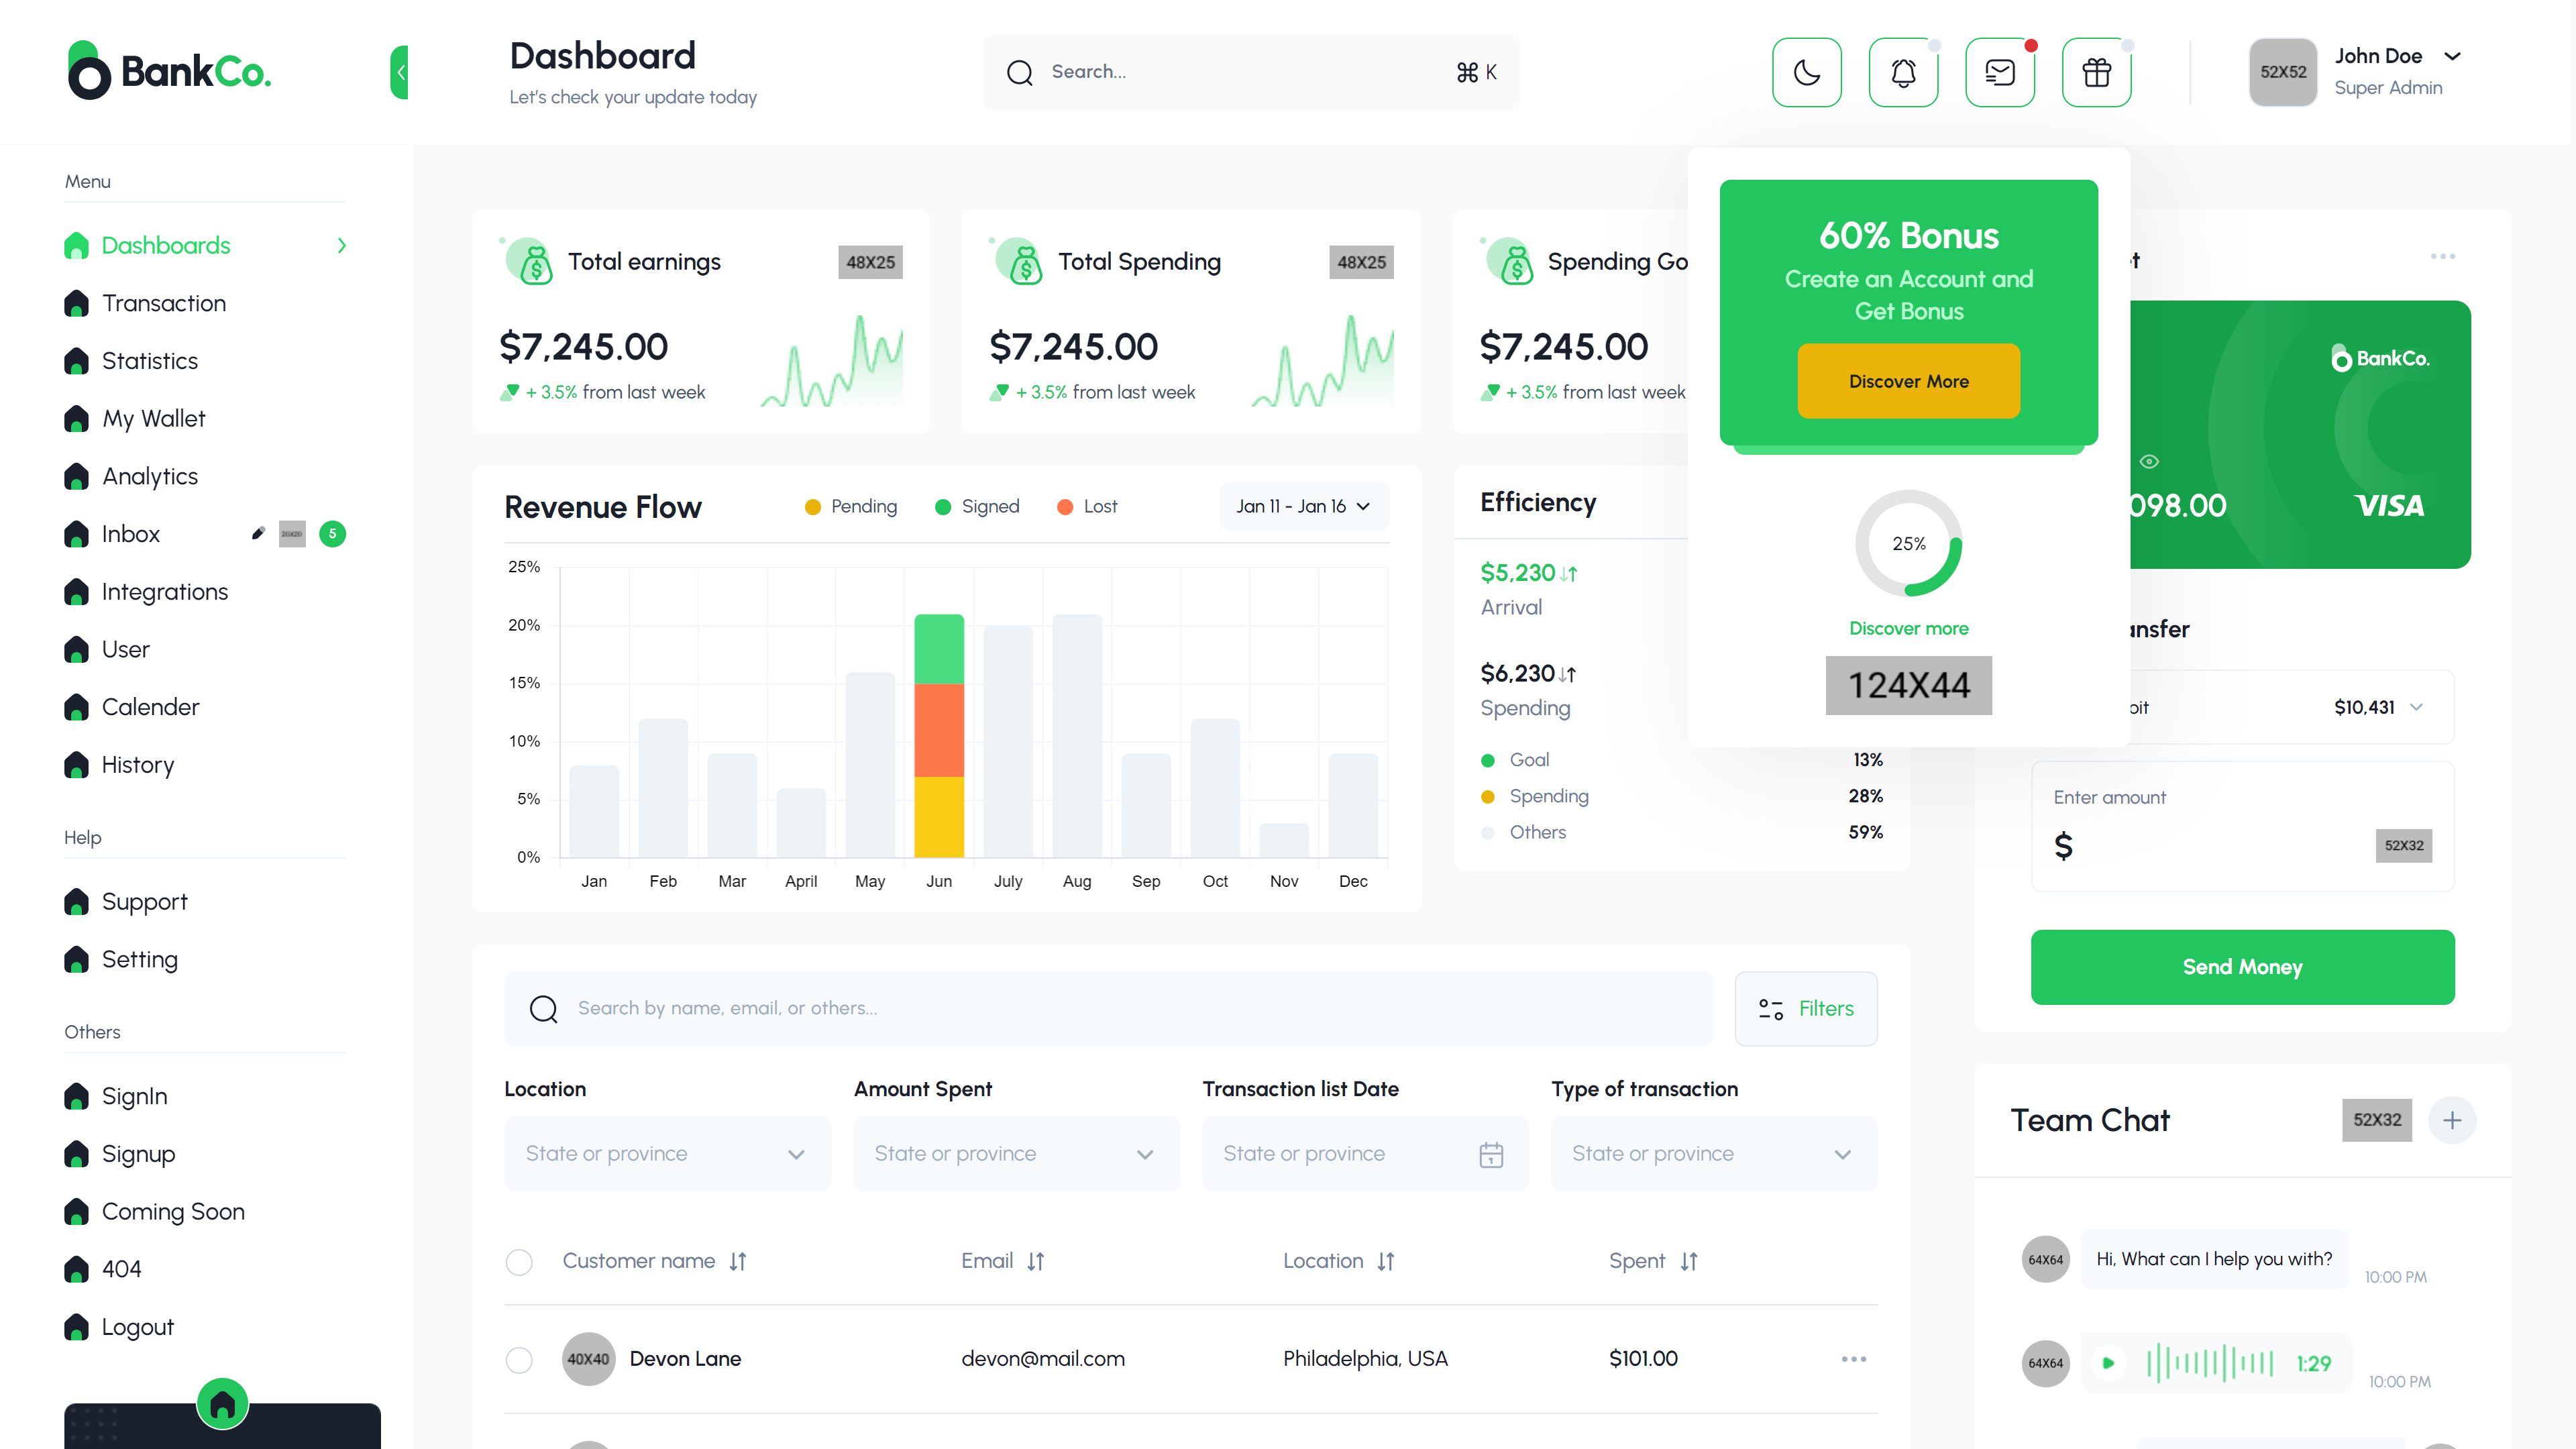 BankCo.
Dashboard
Let's check your update today
Search...
⌘ K
52X52
John Doe
Super Admin
Menu
Dashboards
Transaction
Statistics
My Wallet
Analytics
Inbox
20x20
5
Integrations
User
Calender
History
Help
Support
Setting
Others
SignIn
Signup
Coming Soon
404
Logout
Total earnings
48X25
$7,245.00
+ 3.5% from last week
Total Spending
48X25
$7,245.00
+ 3.5% from last week
Spending Go
$7,245.00
+ 3.5% from last week
60% Bonus
Create an Account and
Get Bonus
Discover More
25%
Discover more
124X44
Revenue Flow
Pending
Signed
Lost
Jan 11 - Jan 16
25%
20%
15%
10%
5%
0%
Jan
Feb
Mar
April
May
Jun
July
Aug
Sep
Oct
Nov
Dec
Efficiency
$5,230
Arrival
$6,230
Spending
Goal
13%
Spending
28%
Others
59%
BankCo.
098.00
VISA
ansfer
$10,431
Enter amount
$
52X32
Send Money
Search by name, email, or others...
Filters
Location
Amount Spent
Transaction list Date
Type of transaction
State or province
State or province
State or province
State or province
Customer name
Email
Location
Spent
40X40
Devon Lane
devon@mail.com
Philadelphia, USA
$101.00
Team Chat
52X32
64X64
Hi, What can I help you with?
10:00 PM
64X64
1:29
10:00 PM